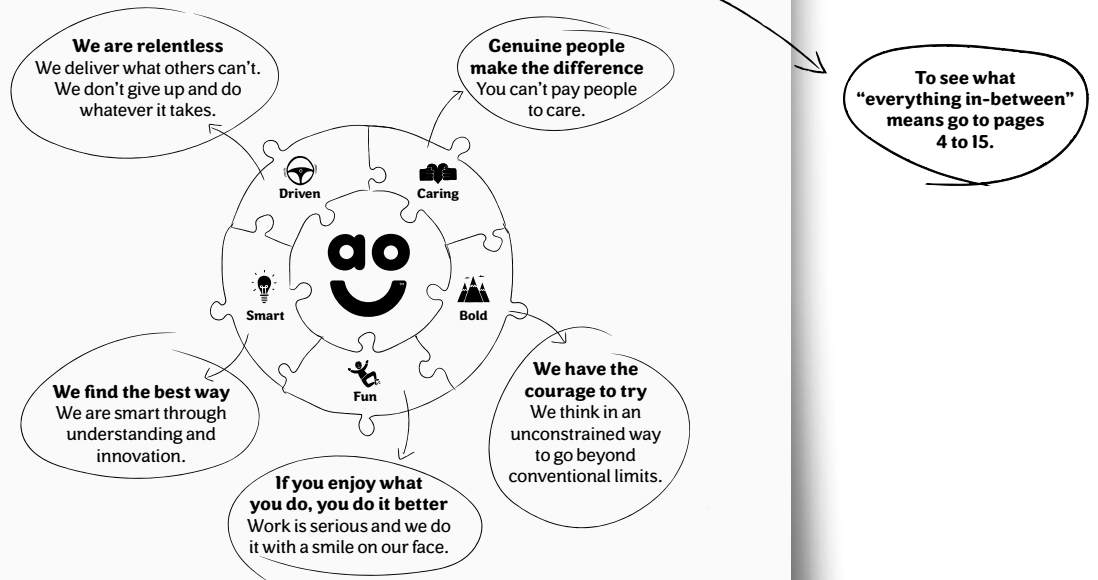 We are relentless
We deliver what others can't.
We don't give up and do
whatever it takes.
Genuine people
make the difference
You can't pay people
to care.
To see what
“everything in-between”
means go to pages
4 to 15.
Driven
Caring
ao
Smart
Bold
Fun
We find the best way
We are smart through
understanding and
innovation.
We have the
courage to try
We think in an
unconstrained way
to go beyond
conventional limits.
If you enjoy what
you do, you do it better
Work is serious and we do
it with a smile on our face.